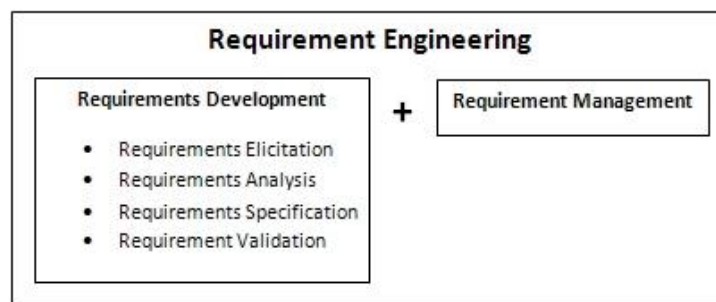 Requirement Engineering
Requirements Development
• Requirements Elicitation
• Requirements Analysis
• Requirements Specification
• Requirement Validation
+
Requirement Management